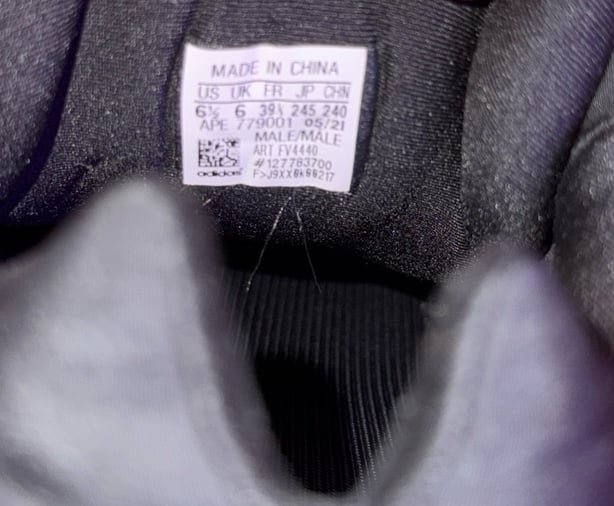 MADE IN CHINA
US UK FR JP CHN
6½ 6 39⅓ 245 240
APE 779001 05/21
MALE/MALE
ART FV4440
#127783700
adidas